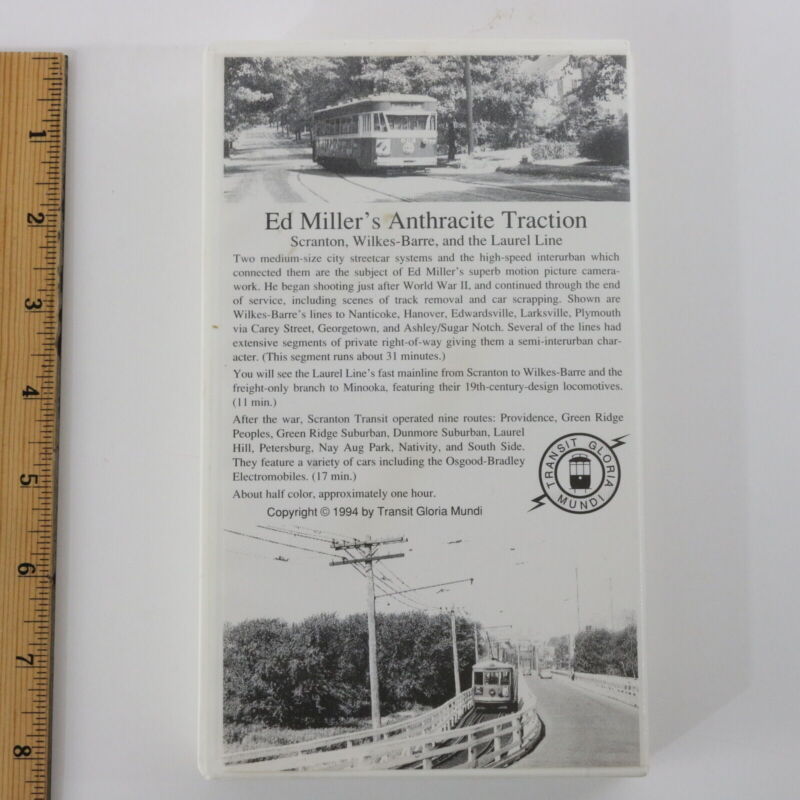 Ed Miller's Anthracite Traction
Scranton, Wilkes-Barre, and the Laurel Line
Two medium-size city streetcar systems and the high-speed interurban which
connected them are the subject of Ed Miller's superb motion picture camera-
work. He began shooting just after World War II, and continued through the end
of service, including scenes of track removal and car scrapping. Shown are
Wilkes-Barre's lines to Nanticoke, Hanover, Edwardsville, Larksville, Plymouth
via Carey Street, Georgetown, and Ashley/Sugar Notch. Several of the lines had
extensive segments of private right-of-way giving them a semi-interurban char-
acter. (This segment runs about 31 minutes.)
You will see the Laurel Line's fast mainline from Scranton to Wilkes-Barre and the
freight-only branch to Minooka, featuring their 19th-century-design locomotives.
(11 min.)
After the war, Scranton Transit operated nine routes: Providence, Green Ridge
Peoples, Green Ridge Suburban, Dunmore Suburban, Laurel
Hill, Petersburg, Nay Aug Park, Nativity, and South Side.
They feature a variety of cars including the Osgood-Bradley
Electromobiles. (17 min.)
About half color, approximately one hour.
Copyright © 1994 by Transit Gloria Mundi
TRANSIT GLORIA
MUNDI
1
2
3
4
5
6
7
8